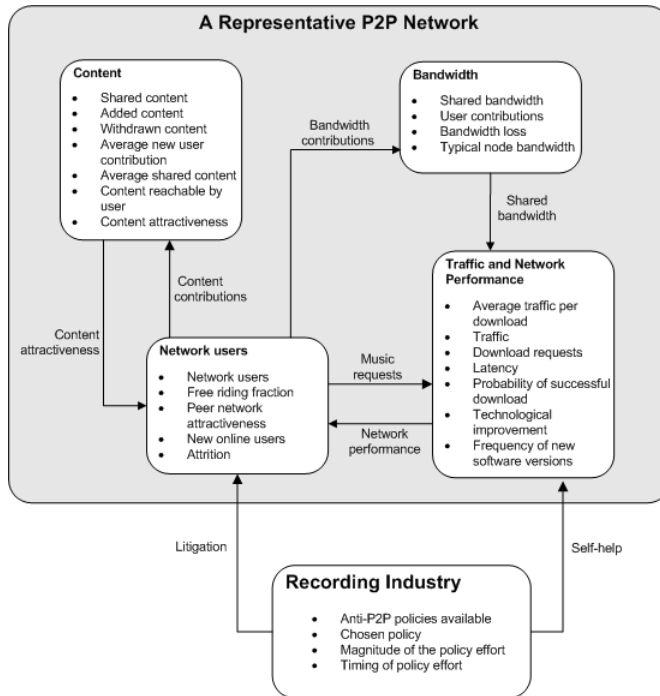 A Representative P2P Network
Content
Shared content
Added content
Withdrawn content
Average new user
contribution
Average shared content
Content reachable by
user
Content attractiveness
Bandwidth
Shared bandwidth
User contributions
Bandwidth loss
Typical node bandwidth
Bandwidth
contributions
Shared
bandwidth
Content
contributions
Content
attractiveness
Traffic and Network
Performance
Average traffic per
download
Traffic
Download requests
Latency
Probability of successful
download
Technological
improvement
Frequency of new
software versions
Network users
Network users
Free riding fraction
Peer network
attractiveness
New online users
Attrition
Music
requests
Network
performance
Litigation
Self-help
Recording Industry
Anti-P2P policies available
Chosen policy
Magnitude of the policy effort
Timing of policy effort